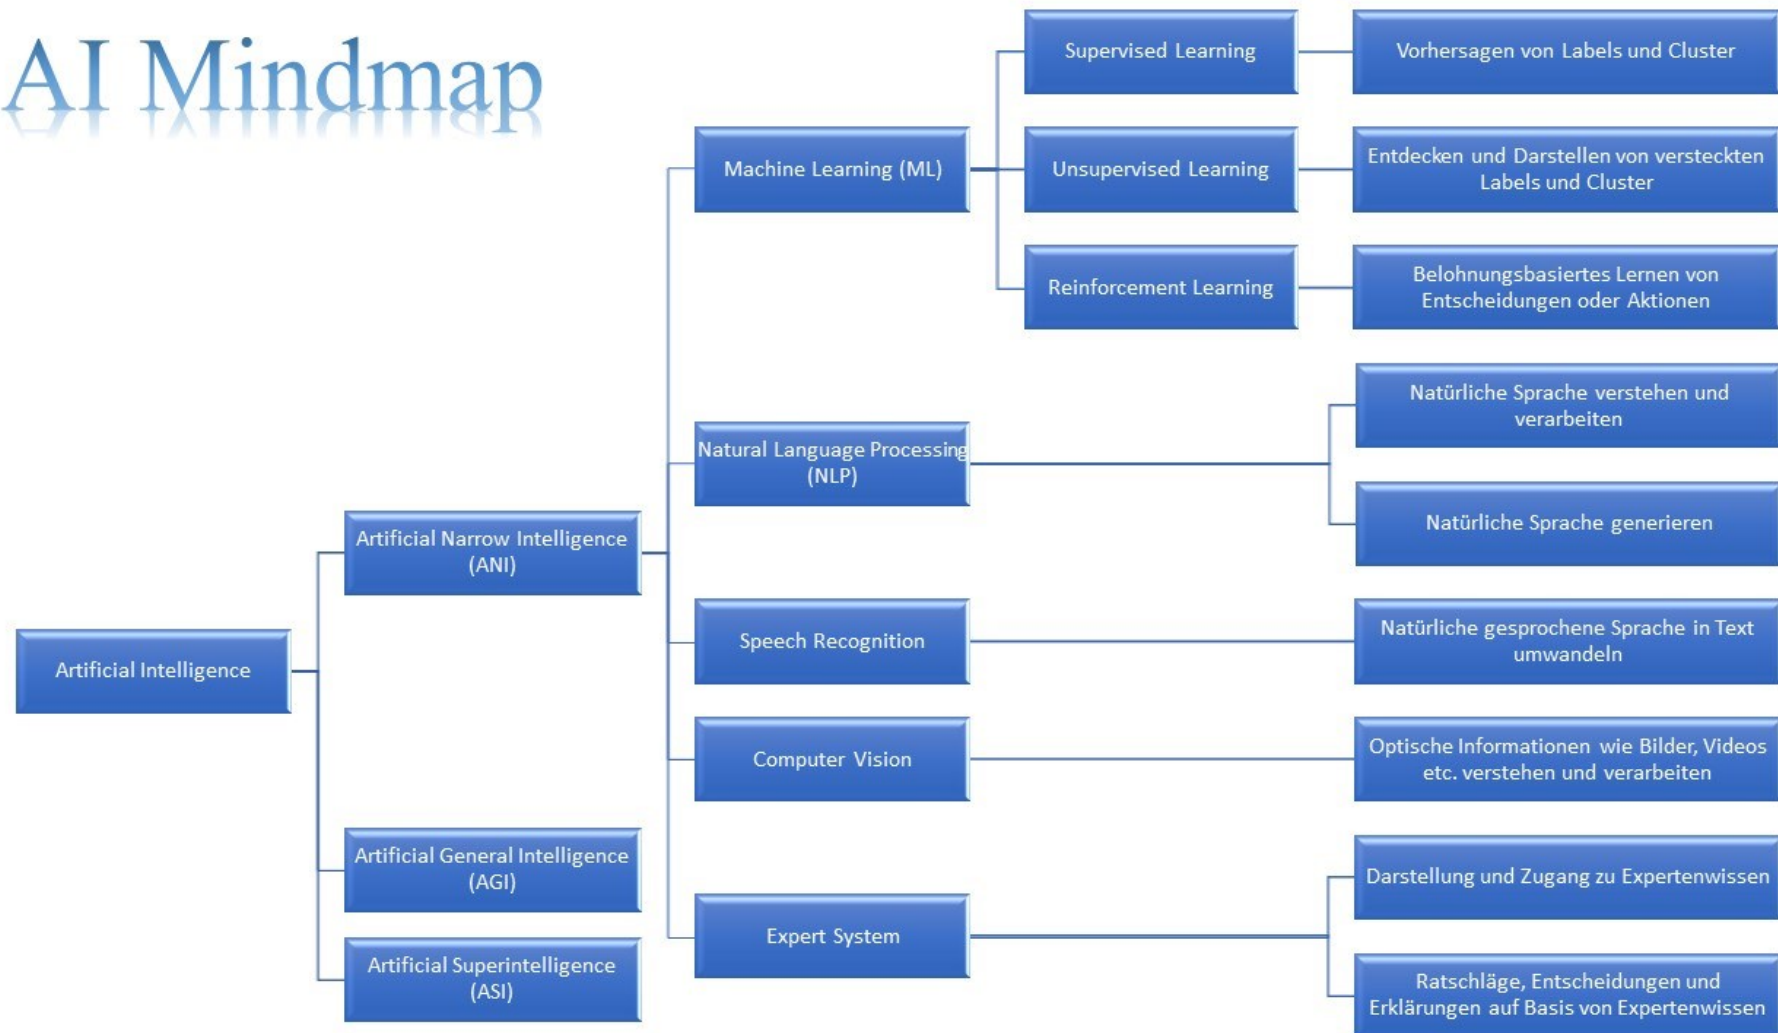 AI Mindmap
Supervised Learning
Vorhersagen von Labels und Cluster
Machine Learning (ML)
Unsupervised Learning
Entdecken und Darstellen von versteckten
Labels und Cluster
Reinforcement Learning
Belohnungsbasiertes Lernen von
Entscheidungen oder Aktionen
Natural Language Processing
(NLP)
Natürliche Sprache verstehen und
verarbeiten
Natürliche Sprache generieren
Artificial Narrow Intelligence
(ANI)
Speech Recognition
Natürliche gesprochene Sprache in Text
umwandeln
Artificial Intelligence
Computer Vision
Optische Informationen wie Bilder, Videos
etc. verstehen und verarbeiten
Artificial General Intelligence
(AGI)
Expert System
Darstellung und Zugang zu Expertenwissen
Artificial Superintelligence
(ASI)
Ratschläge, Entscheidungen und
Erklärungen auf Basis von Expertenwissen